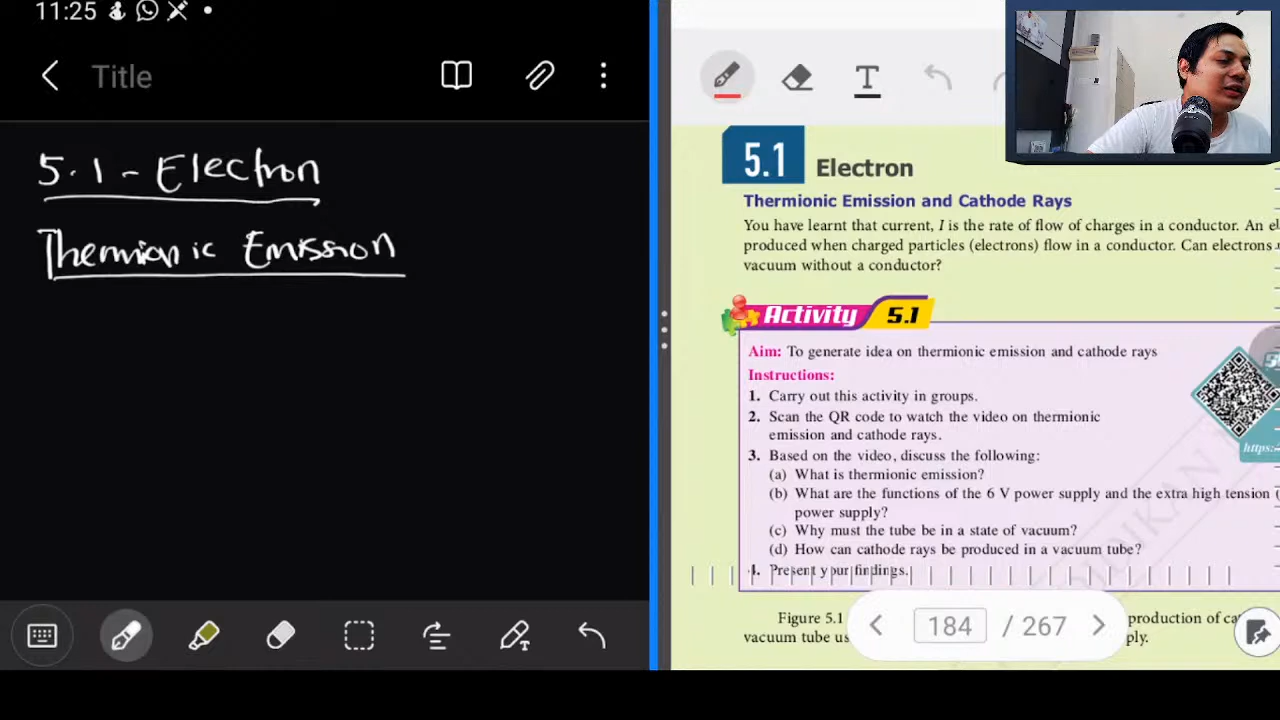 11:25
Title
5.1 - Electron
Thermionic Emission
5.1 Electron
Thermionic Emission and Cathode Rays
You have learnt that current, I is the rate of flow of charges in a conductor. An
produced when charged particles (electrons) flow in a conductor. Can electrons
vacuum without a conductor?
Activity 5.1
Aim: To generate idea on thermionic emission and cathode rays
Instructions:
1. Carry out this activity in groups.
2. Scan the QR code to watch the video on thermionic
emission and cathode rays.
3. Based on the video, discuss the following:
(a) What is thermionic emission?
(b) What are the functions of the 6 V power supply and the extra high tension (
power supply?
(c) Why must the tube be in a state of vacuum?
(d) How can cathode rays be produced in a vacuum tube?
4. Present your findings.
https:
Figure 5.1
production of
vacuum tube
184 / 267